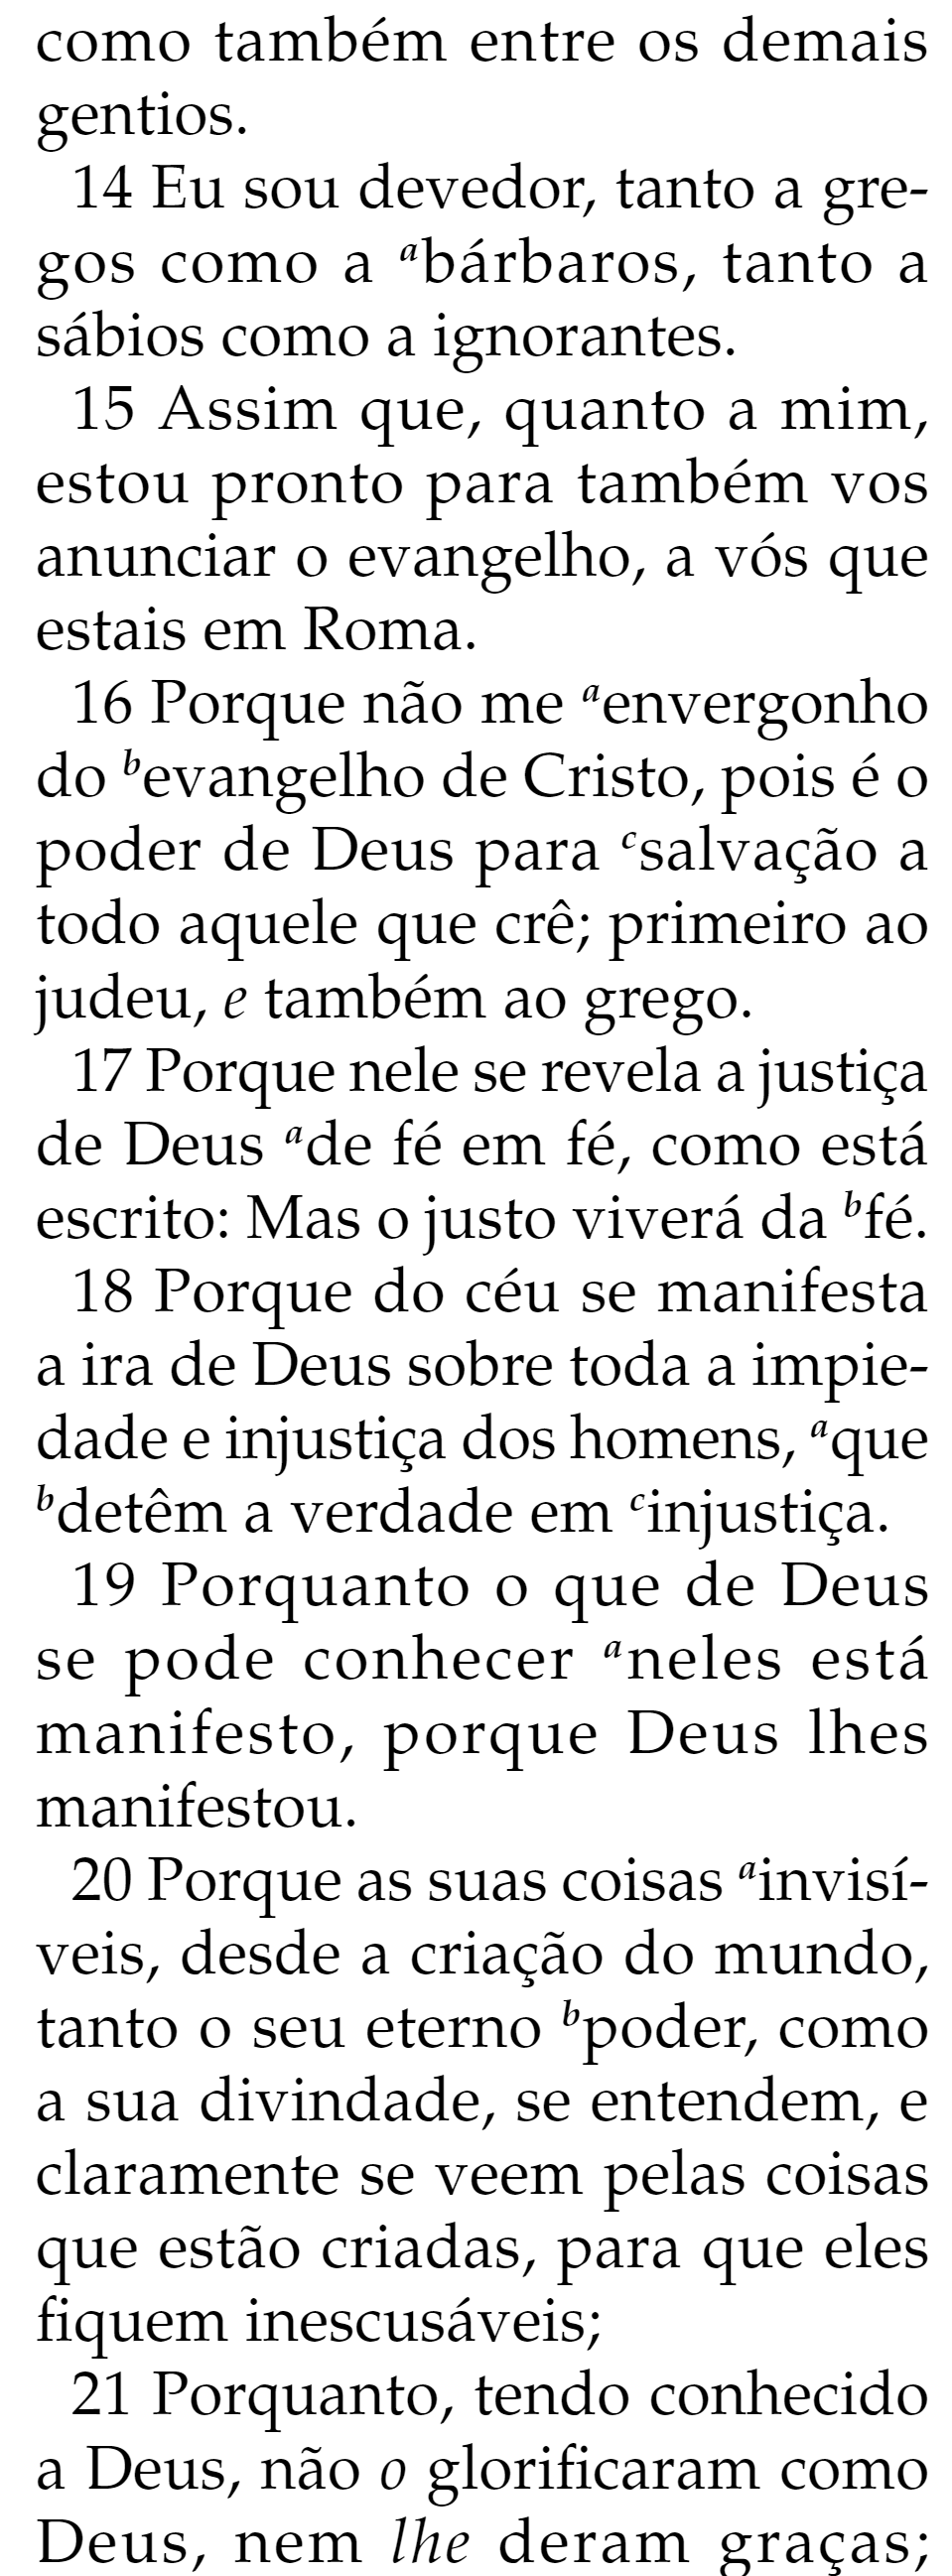 como também entre os demais
gentios.
14 Eu sou devedor, tanto a gre-
gos como a ᵃbárbaros, tanto a
sábios como a ignorantes.
15 Assim que, quanto a mim,
estou pronto para também vos
anunciar o evangelho, a vós que
estais em Roma.
16 Porque não me ᵃenvergonho
do ᵇevangelho de Cristo, pois é o
poder de Deus para ᶜsalvação a
todo aquele que crê; primeiro ao
judeu, e também ao grego.
17 Porque nele se revela a justiça
de Deus ᵃde fé em fé, como está
escrito: Mas o justo viverá da ᵇfé.
18 Porque do céu se manifesta
a ira de Deus sobre toda a impie-
dade e injustiça dos homens, ᵃque
ᵇdetêm a verdade em ᶜinjustiça.
19 Porquanto o que de Deus
se pode conhecer ᵃneles está
manifesto, porque Deus lhes
manifestou.
20 Porque as suas coisas ᵃinvisí-
veis, desde a criação do mundo,
tanto o seu eterno ᵇpoder, como
a sua divindade, se entendem, e
claramente se veem pelas coisas
que estão criadas, para que eles
fiquem inescusáveis;
21 Porquanto, tendo conhecido
a Deus, não o glorificaram como
Deus, nem lhe deram graças;